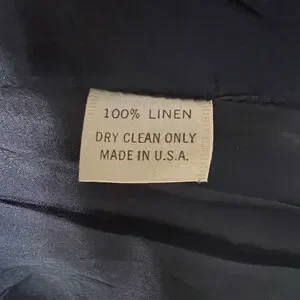 100% LINEN
DRY CLEAN ONLY
MADE IN U.S.A.